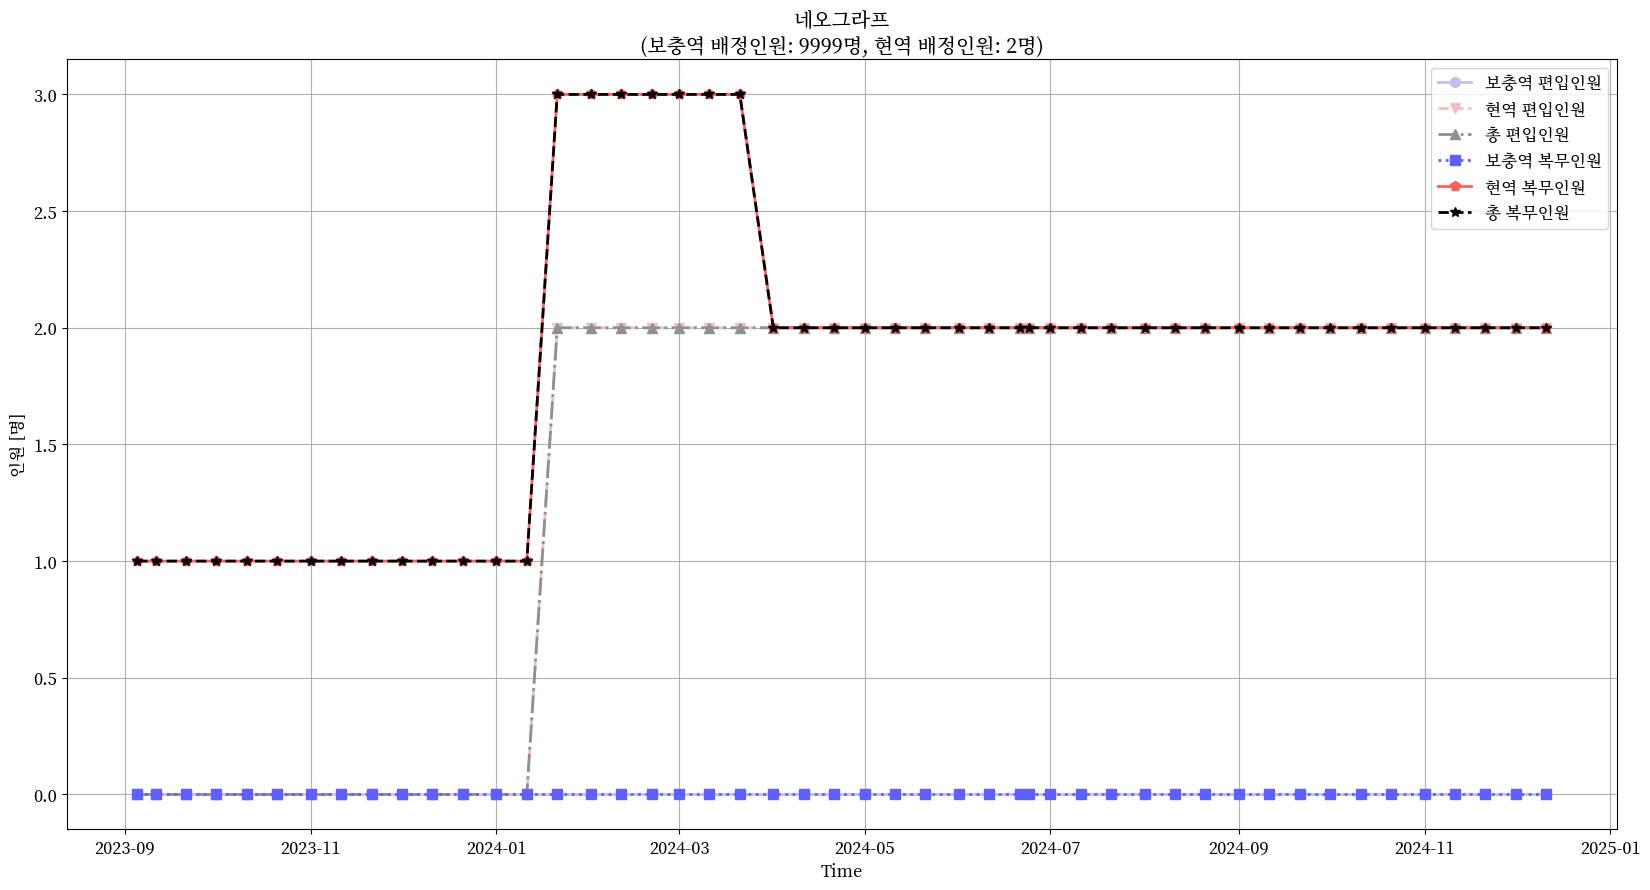 네오그라프
(보충역 배정인원: 9999명, 현역 배정인원: 2명)
보충역 편입인원
현역 편입인원
총 편입인원
보충역 복무인원
현역 복무인원
총 복무인원
인원 [명]
3.0
2.5
2.0
1.5
1.0
0.5
0.0
2023-09
2023-11
2024-01
2024-03
2024-05
2024-07
2024-09
2024-11
2025-01
Time